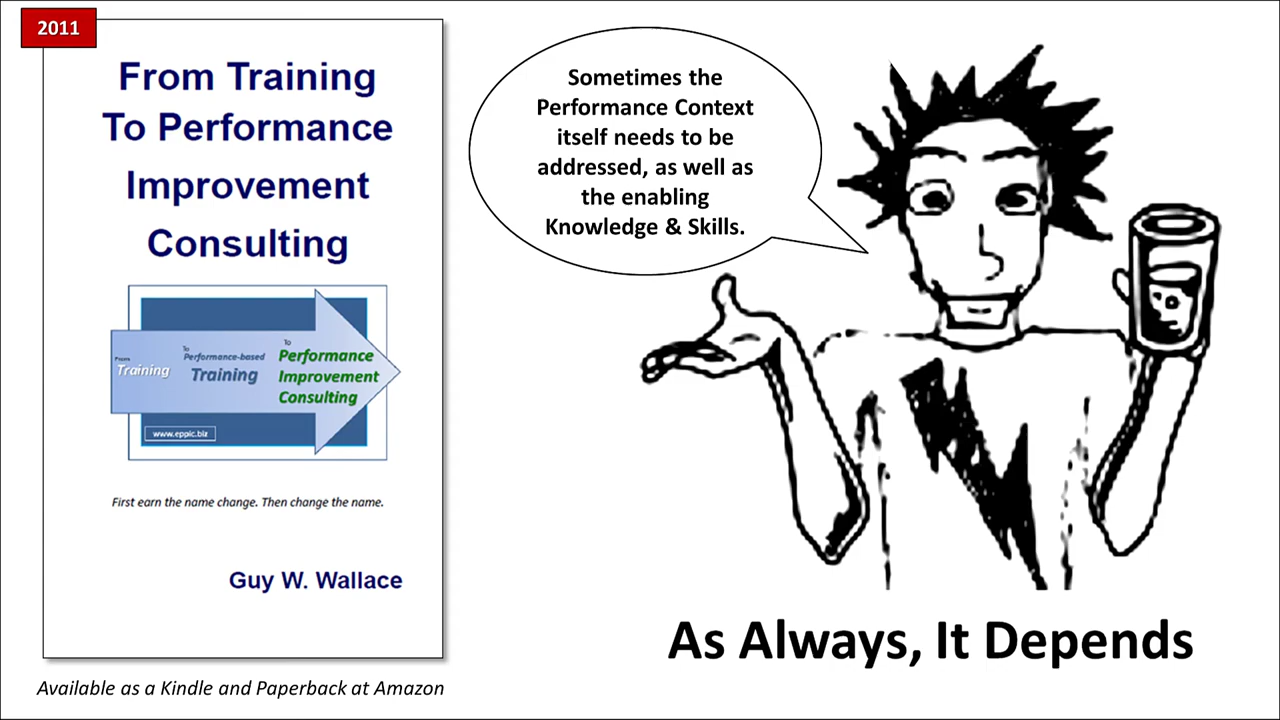 2011
From Training
To Performance
Improvement
Consulting
From
Training
To
Performance-based
Training
To
Performance
Improvement
Consulting
www.eppic.biz
First earn the name change. Then change the name.
Guy W. Wallace
Available as a Kindle and Paperback at Amazon
Sometimes the
Performance Context
itself needs to be
addressed, as well as
the enabling
Knowledge & Skills.
As Always, It Depends